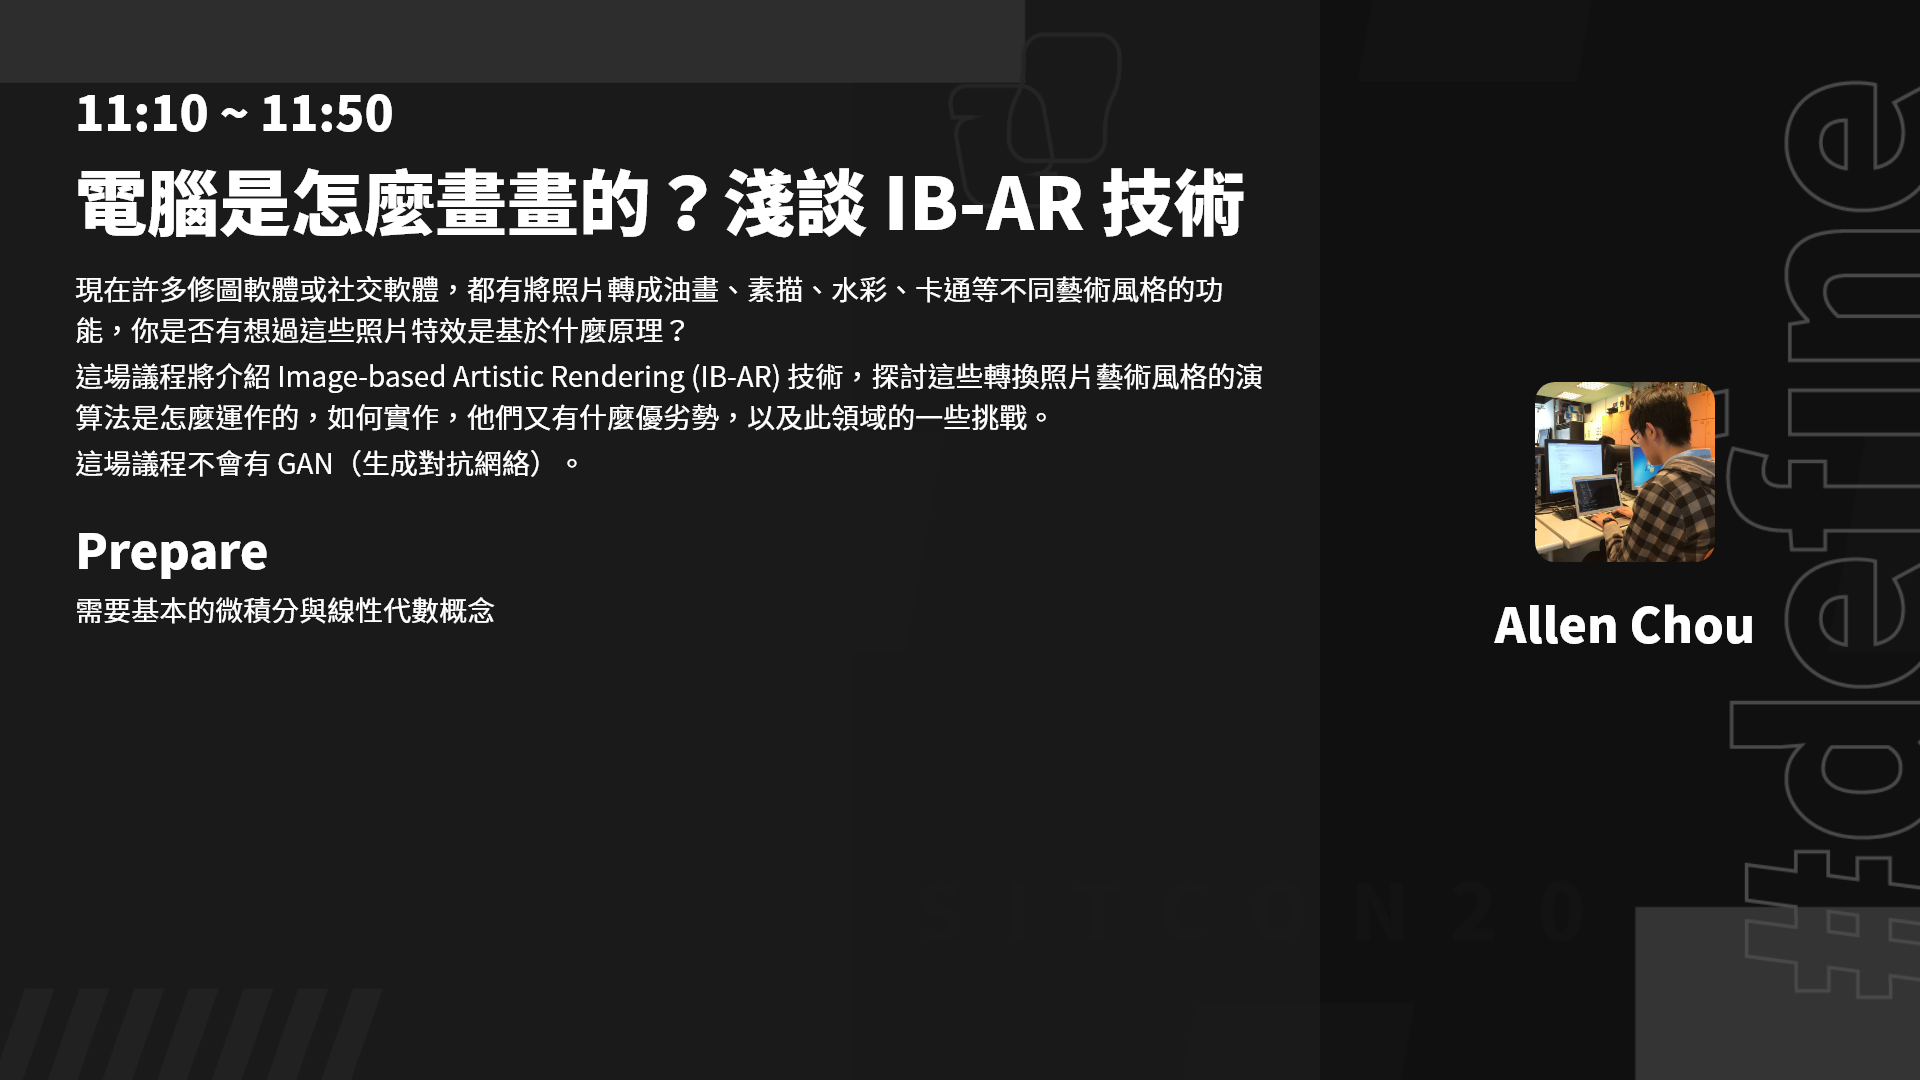 11:10 ~ 11:50
電腦是怎麼畫畫的？淺談 IB-AR 技術
現在許多修圖軟體或社交軟體，都有將照片轉成油畫、素描、水彩、卡通等不同藝術風格的功
能，你是否有想過這些照片特效是基於什麼原理？
這場議程將介紹 Image-based Artistic Rendering (IB-AR) 技術，探討這些轉換照片藝術風格的演
算法是怎麼運作的，如何實作，他們又有什麼優劣勢，以及此領域的一些挑戰。
這場議程不會有 GAN（生成對抗網絡）。
Prepare
需要基本的微積分與線性代數概念
Allen Chou
#define
SITCON20